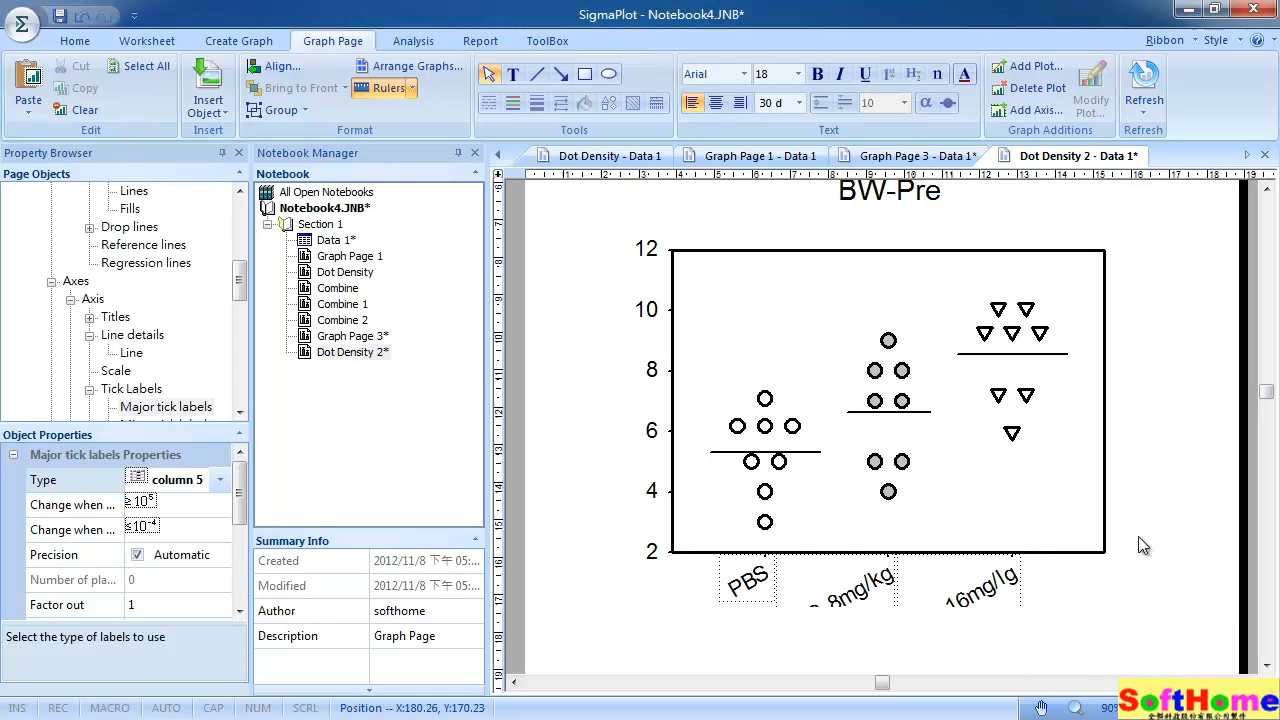 SigmaPlot - Notebook4.JNB*
Home Worksheet Create Graph Graph Page Analysis Report ToolBox Ribbon Style
Paste Cut Copy Clear Select All
Edit
Insert Object
Insert
Align... Bring to Front Group Arrange Graphs... Rulers
Format
Tools
Arial 18 B I U
30 d 10
Text
Add Plot... Delete Plot Add Axis... Modify Plot...
Graph Additions
Refresh
Refresh
Property Browser
Page Objects
Lines
Fills
Drop lines
Reference lines
Regression lines
Axes
Axis
Titles
Line details
Line
Scale
Tick Labels
Major tick labels
Object Properties
Major tick labels Properties
Type column 5
Change when ... ≥10⁵
Change when ... ≤10⁻⁴
Precision Automatic
Number of pla... 0
Factor out 1
Select the type of labels to use
Notebook Manager
Notebook
All Open Notebooks
Notebook4.JNB*
Section 1
Data 1*
Graph Page 1
Dot Density
Combine
Combine 1
Combine 2
Graph Page 3*
Dot Density 2*
Summary Info
Created 2012/11/8 下午 05:...
Modified 2012/11/8 下午 05:...
Author softhome
Description Graph Page
Dot Density - Data 1 Graph Page 1 - Data 1 Graph Page 3 - Data 1* Dot Density 2 - Data 1*
BW-Pre
12
10
8
6
4
2
PBS 8mg/kg 16mg/lg
INS REC MACRO AUTO CAP NUM SCRL Position -- X:180.26, Y:170.23 90
SoftHome